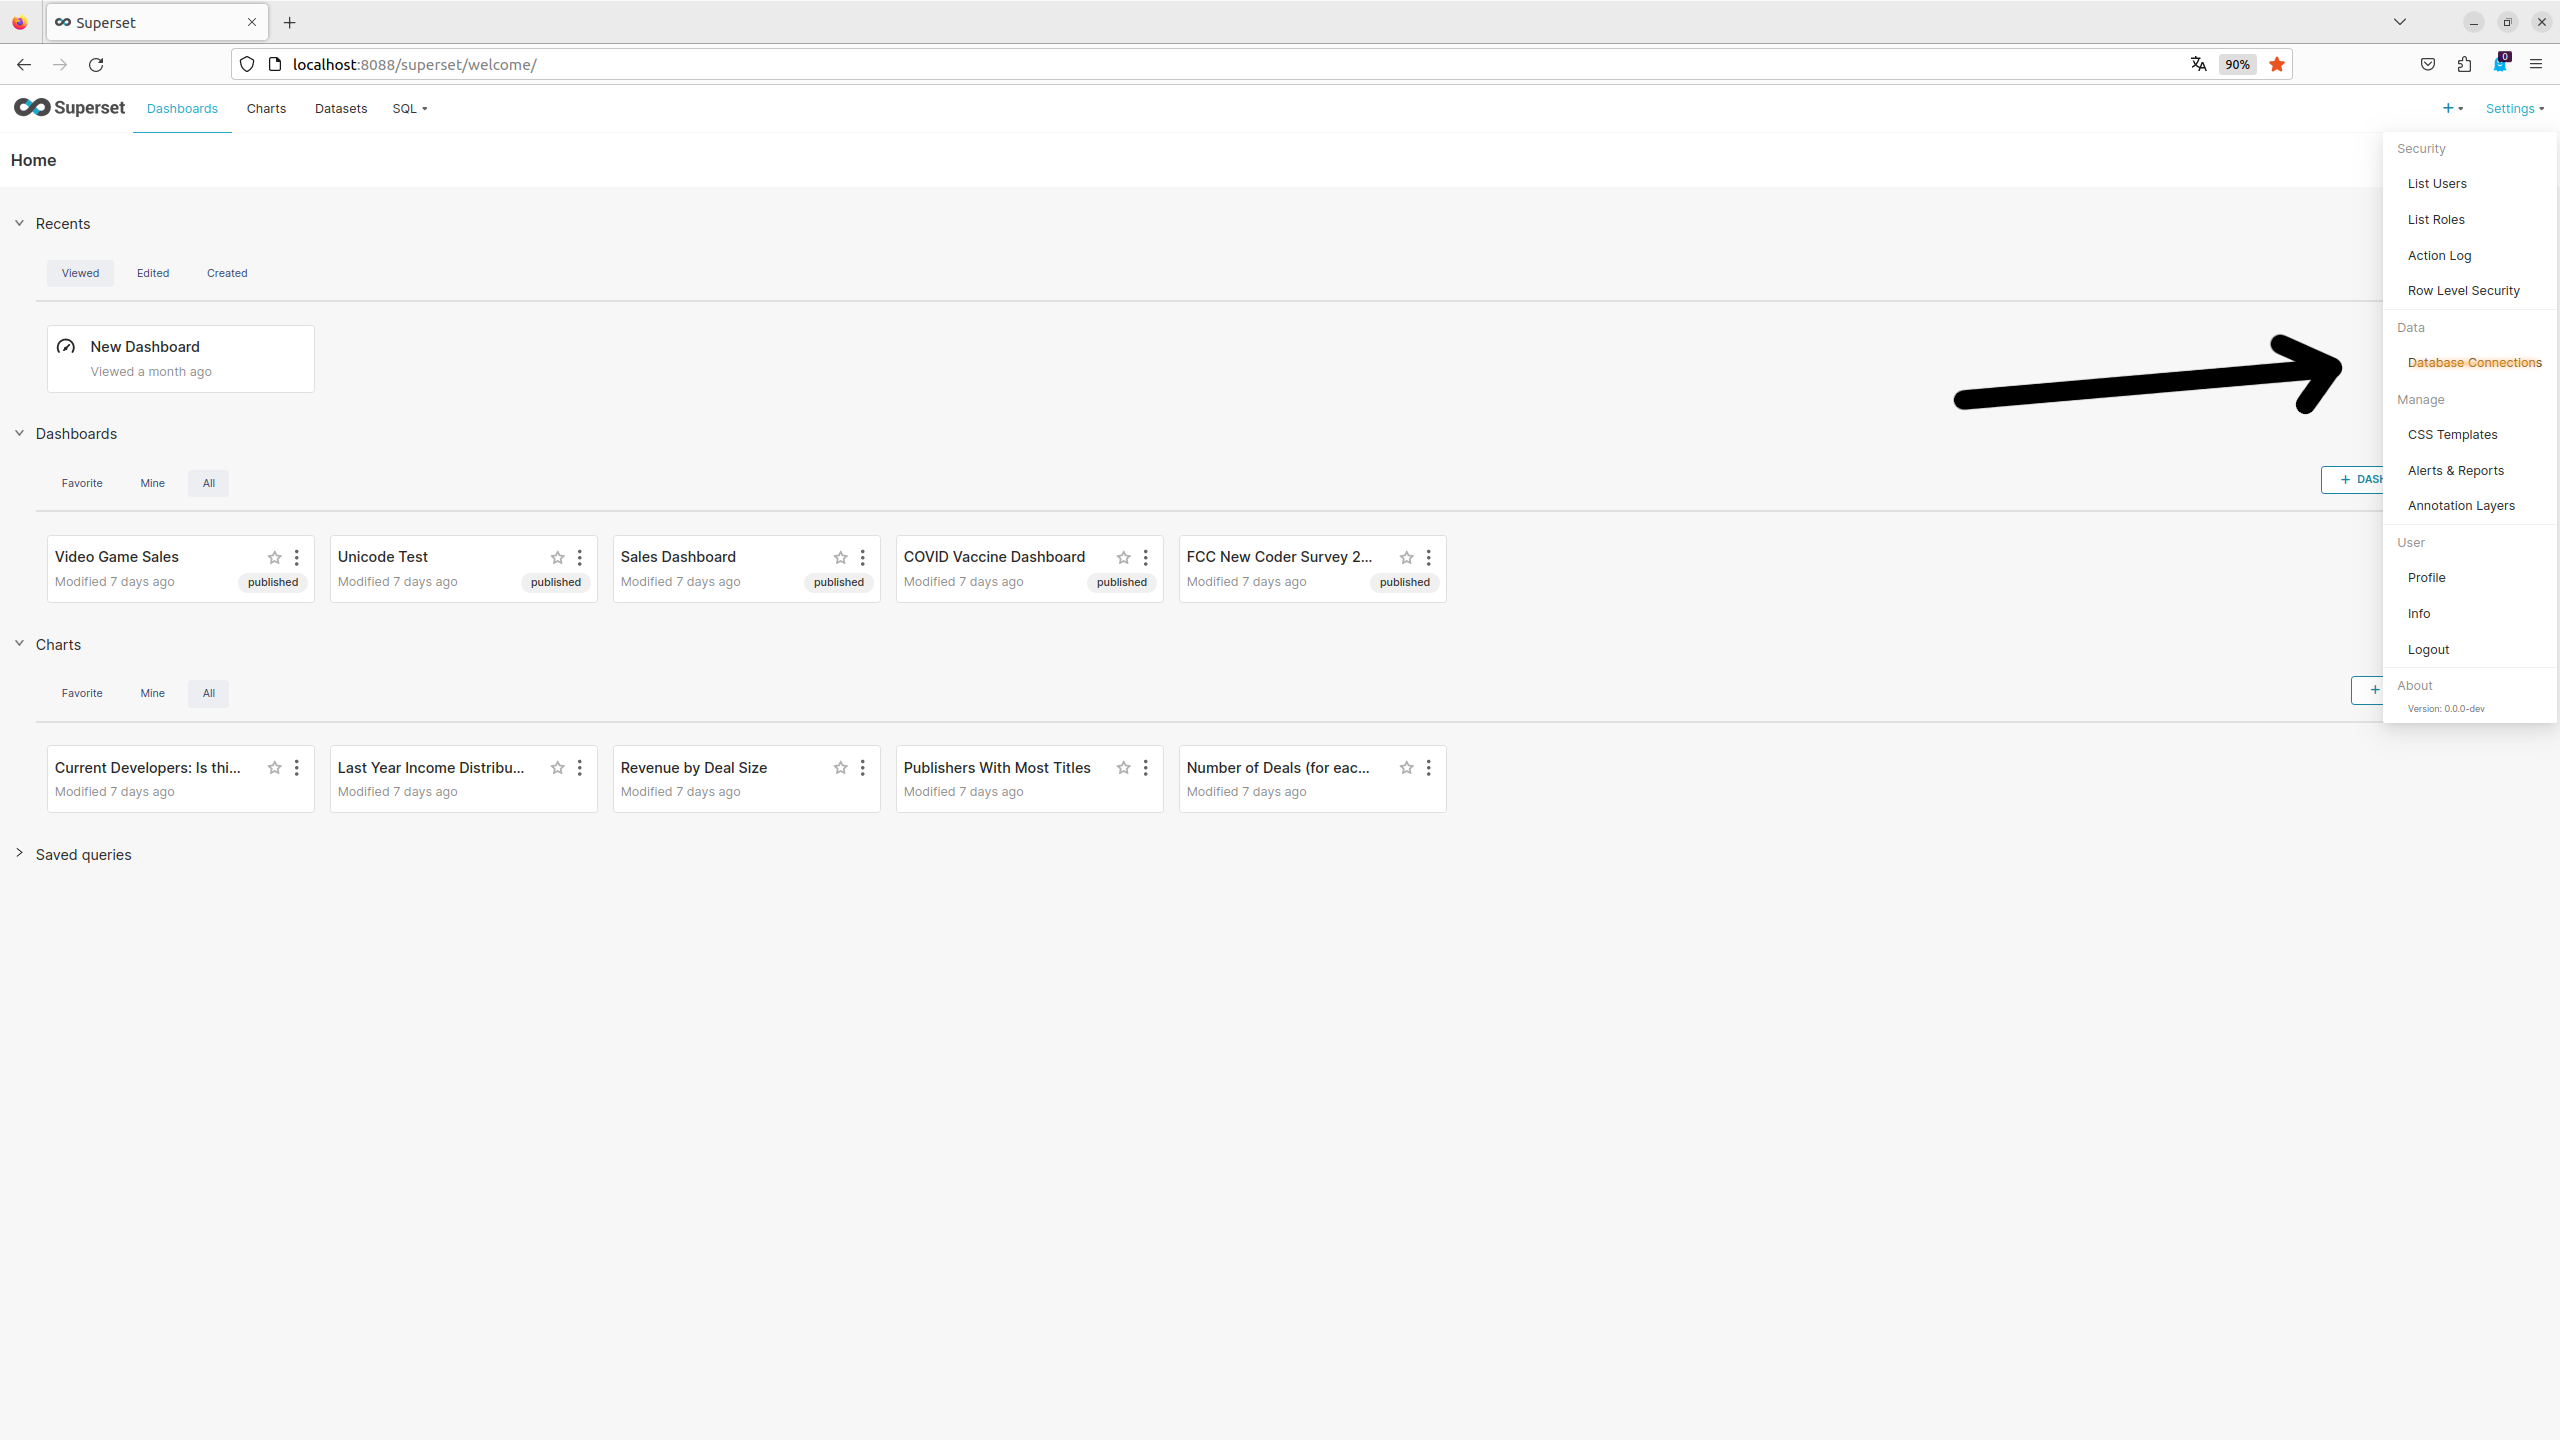 Superset
localhost:8088/superset/welcome/
90%
0
Superset Dashboards Charts Datasets SQL
Settings
Home
Security
List Users
List Roles
Action Log
Row Level Security
Data
Database Connections
Manage
CSS Templates
Alerts & Reports
Annotation Layers
User
Profile
Info
Logout
About
Version: 0.0.0-dev
Recents
Viewed Edited Created
New Dashboard
Viewed a month ago
Dashboards
Favorite Mine All
+ DASH
Video Game Sales
Modified 7 days ago published
Unicode Test
Modified 7 days ago published
Sales Dashboard
Modified 7 days ago published
COVID Vaccine Dashboard
Modified 7 days ago published
FCC New Coder Survey 2...
Modified 7 days ago published
Charts
Favorite Mine All
+
Current Developers: Is thi...
Modified 7 days ago
Last Year Income Distribu...
Modified 7 days ago
Revenue by Deal Size
Modified 7 days ago
Publishers With Most Titles
Modified 7 days ago
Number of Deals (for eac...
Modified 7 days ago
Saved queries